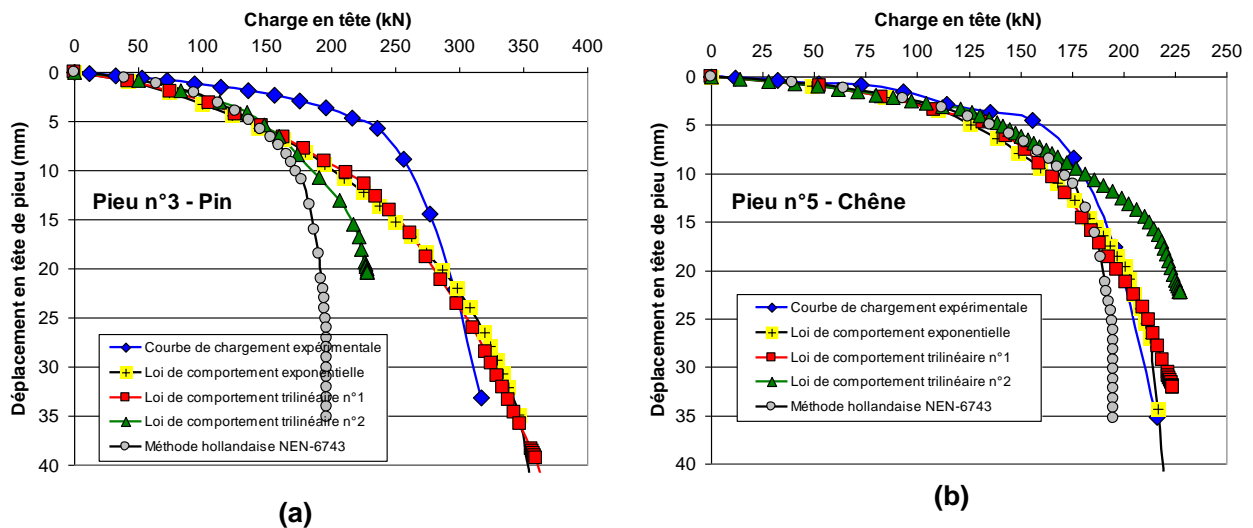 Charge en tête (kN)
0 50 100 150 200 250 300 350 400
0
5
10
15
20
25
30
35
40
Déplacement en tête de pieu (mm)
Pieu n°3 - Pin
Courbe de chargement expérimentale
Loi de comportement exponentielle
Loi de comportement trilinéaire n°1
Loi de comportement trilinéaire n°2
Méthode hollandaise NEN-6743
(a)
Charge en tête (kN)
0 25 50 75 100 125 150 175 200 225 250
0
5
10
15
20
25
30
35
40
Déplacement en tête de pieu (mm)
Pieu n°5 - Chêne
Courbe de chargement expérimentale
Loi de comportement exponentielle
Loi de comportement trilinéaire n°1
Loi de comportement trilinéaire n°2
Méthode hollandaise NEN-6743
(b)